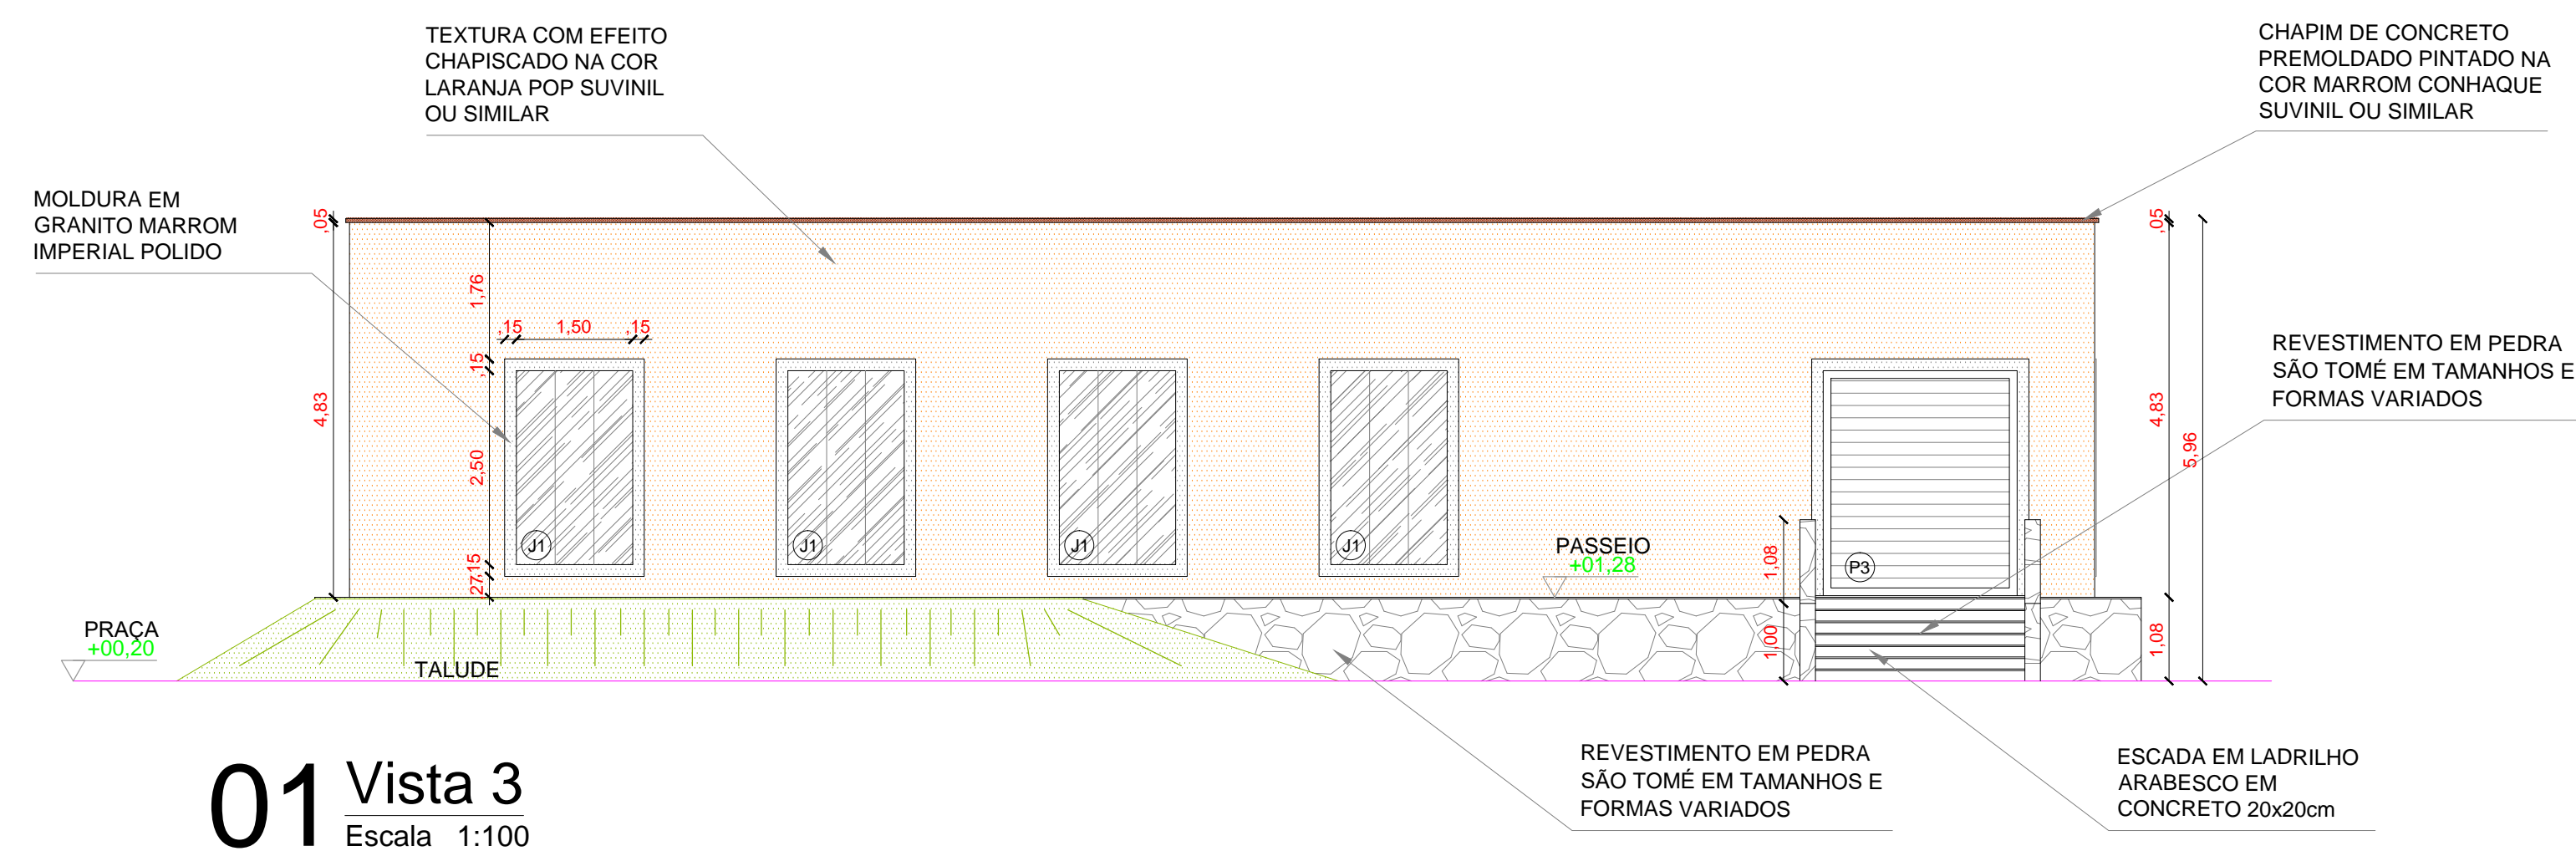 TEXTURA COM EFEITO
CHAPISCADO NA COR
LARANJA POP SUVINIL
OU SIMILAR
CHAPIM DE CONCRETO
PREMOLDADO PINTADO NA
COR MARROM CONHAQUE
SUVINIL OU SIMILAR
MOLDURA EM
GRANITO MARROM
IMPERIAL POLIDO
,05
4,83
1,76
,15
2,50
,15
27
,15
1,50
,15
J1
J1
J1
J1
PASSEIO
+01,28
1,08
1,00
P3
,05
4,83
1,08
5,96
REVESTIMENTO EM PEDRA
SÃO TOMÉ EM TAMANHOS E
FORMAS VARIADOS
PRAÇA
+00,20
TALUDE
REVESTIMENTO EM PEDRA
SÃO TOMÉ EM TAMANHOS E
FORMAS VARIADOS
ESCADA EM LADRILHO
ARABESCO EM
CONCRETO 20x20cm
01 Vista 3
Escala 1:100